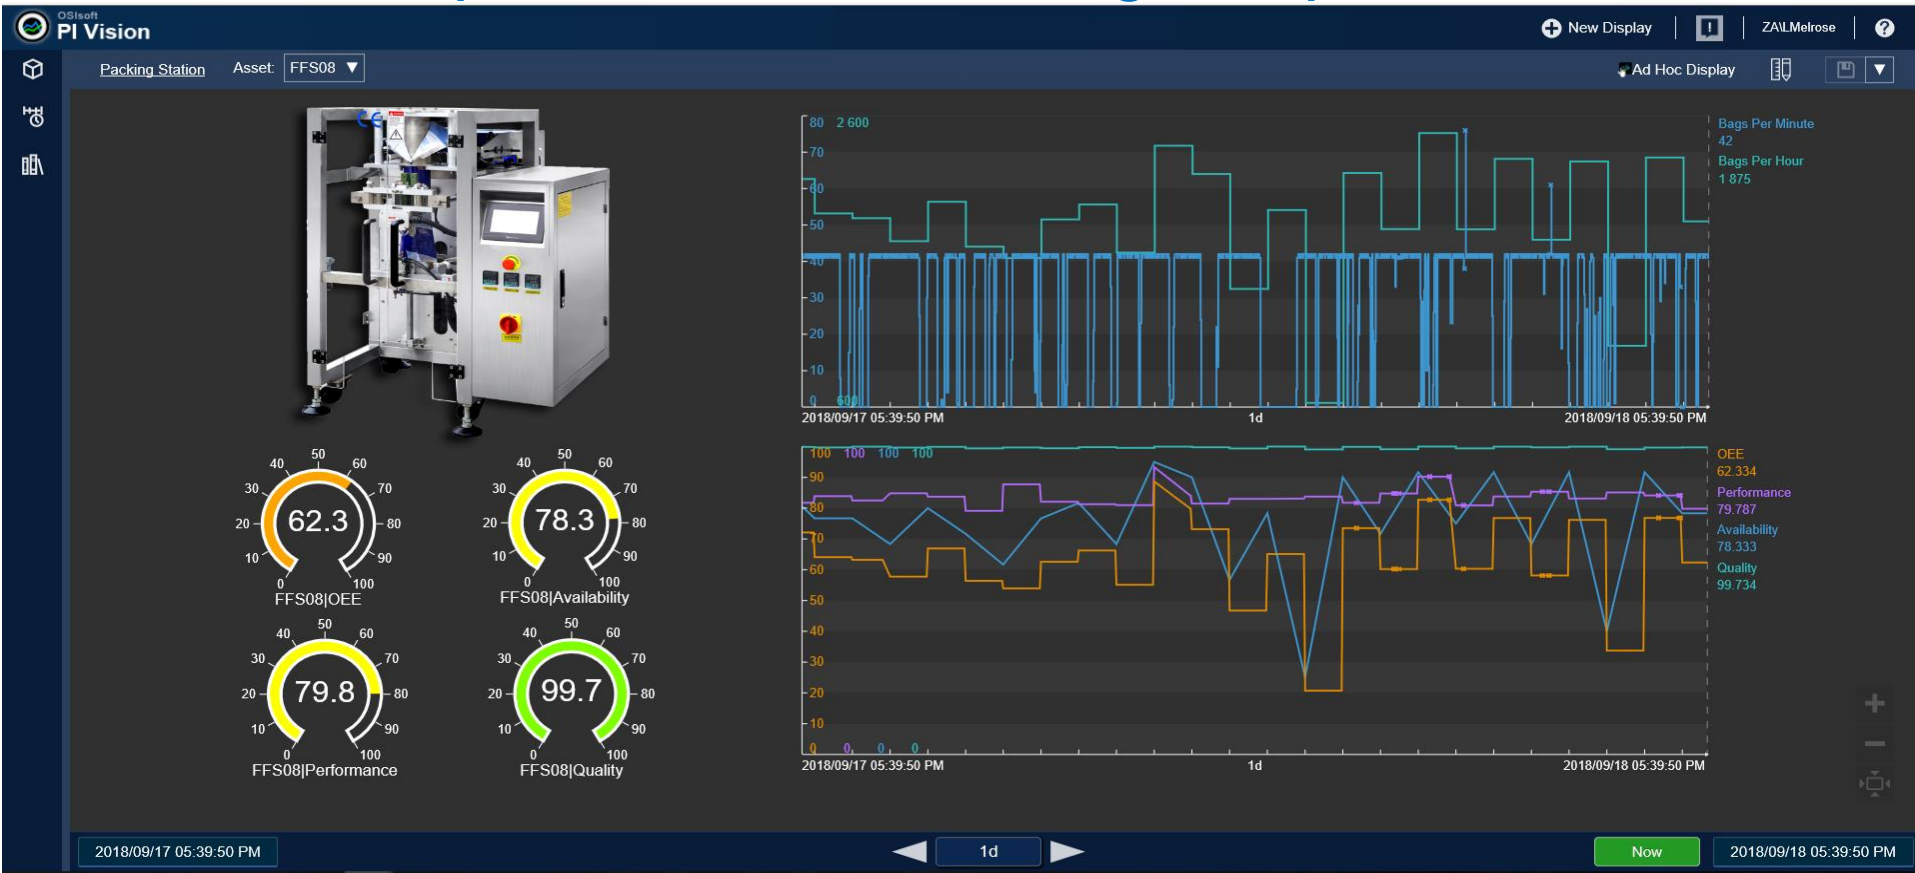 OSIsoft
PI Vision
New Display
ZA\LMelrose
?
Packing Station
Asset: FFS08
Ad Hoc Display
80 2 600
70
60
50
40
30
20
10
0 600
2018/09/17 05:39:50 PM 1d 2018/09/18 05:39:50 PM
Bags Per Minute
42
Bags Per Hour
1 875
CE
0 10 20 30 40 50 60 70 80 90 100
62.3
FFS08|OEE
0 10 20 30 40 50 60 70 80 90 100
78.3
FFS08|Availability
0 10 20 30 40 50 60 70 80 90 100
79.8
FFS08|Performance
0 10 20 30 40 50 60 70 80 90 100
99.7
FFS08|Quality
100 100 100 100
90
80
70
60
50
40
30
20
10
0 0 0 0
2018/09/17 05:39:50 PM 1d 2018/09/18 05:39:50 PM
OEE
62.334
Performance
79.787
Availability
78.333
Quality
99.734
2018/09/17 05:39:50 PM
1d
Now
2018/09/18 05:39:50 PM